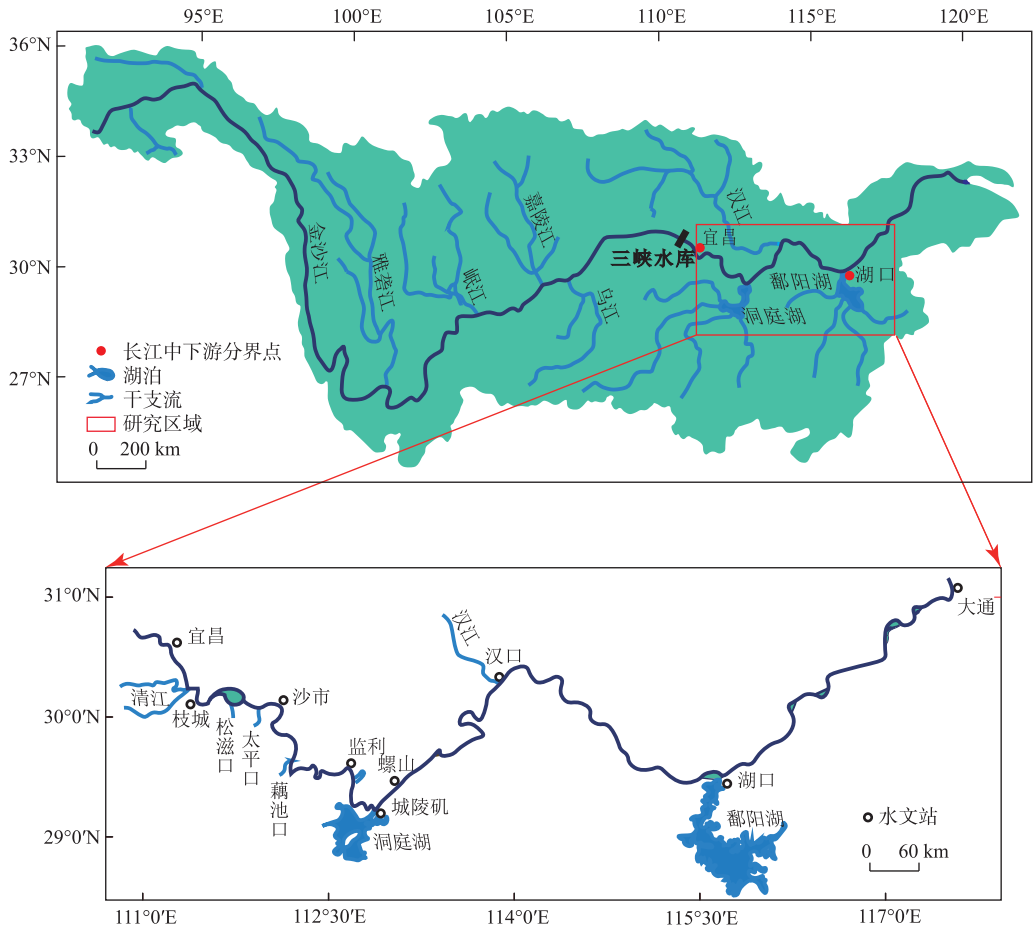 95°E 100°E 105°E 110°E 115°E 120°E
36°N
33°N
30°N
27°N
金沙江
雅砻江
岷江
嘉陵江
乌江
汉江
三峡水库
宜昌
鄱阳湖
湖口
洞庭湖
长江中下游分界点
湖泊
干支流
研究区域
0 200 km
31°0′N
30°0′N
29°0′N
宜昌
清江
枝城
松滋口
太平口
沙市
藕池口
监利
螺山
城陵矶
洞庭湖
汉江
汉口
湖口
鄱阳湖
大通
水文站
0 60 km
111°0′E 112°30′E 114°0′E 115°30′E 117°0′E